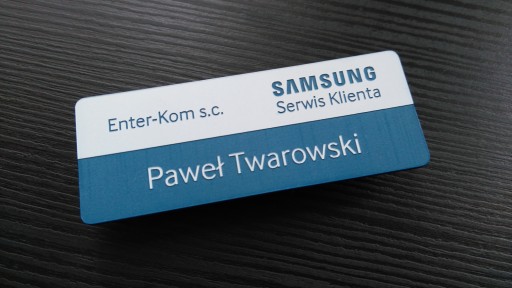 Enter-Kom s.c.
SAMSUNG
Serwis Klienta
Paweł Twarowski